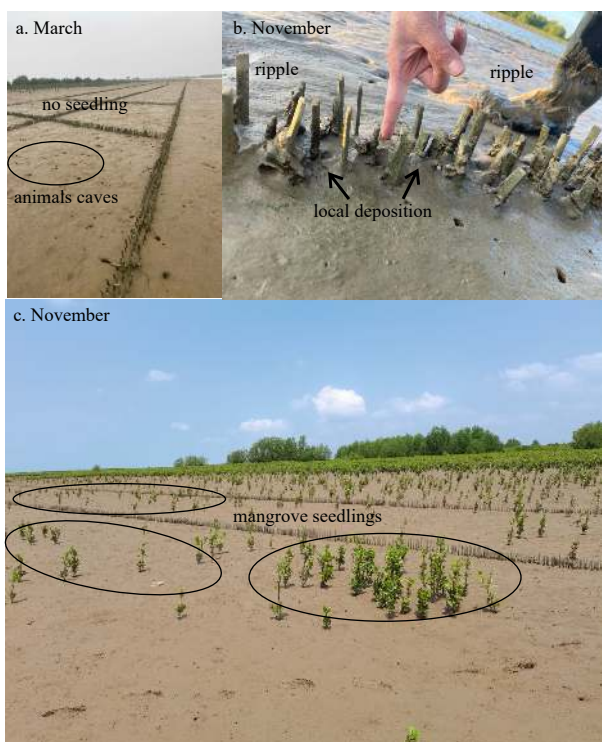 a. March
no seedling
animals caves
b. November
ripple
ripple
local deposition
c. November
mangrove seedlings